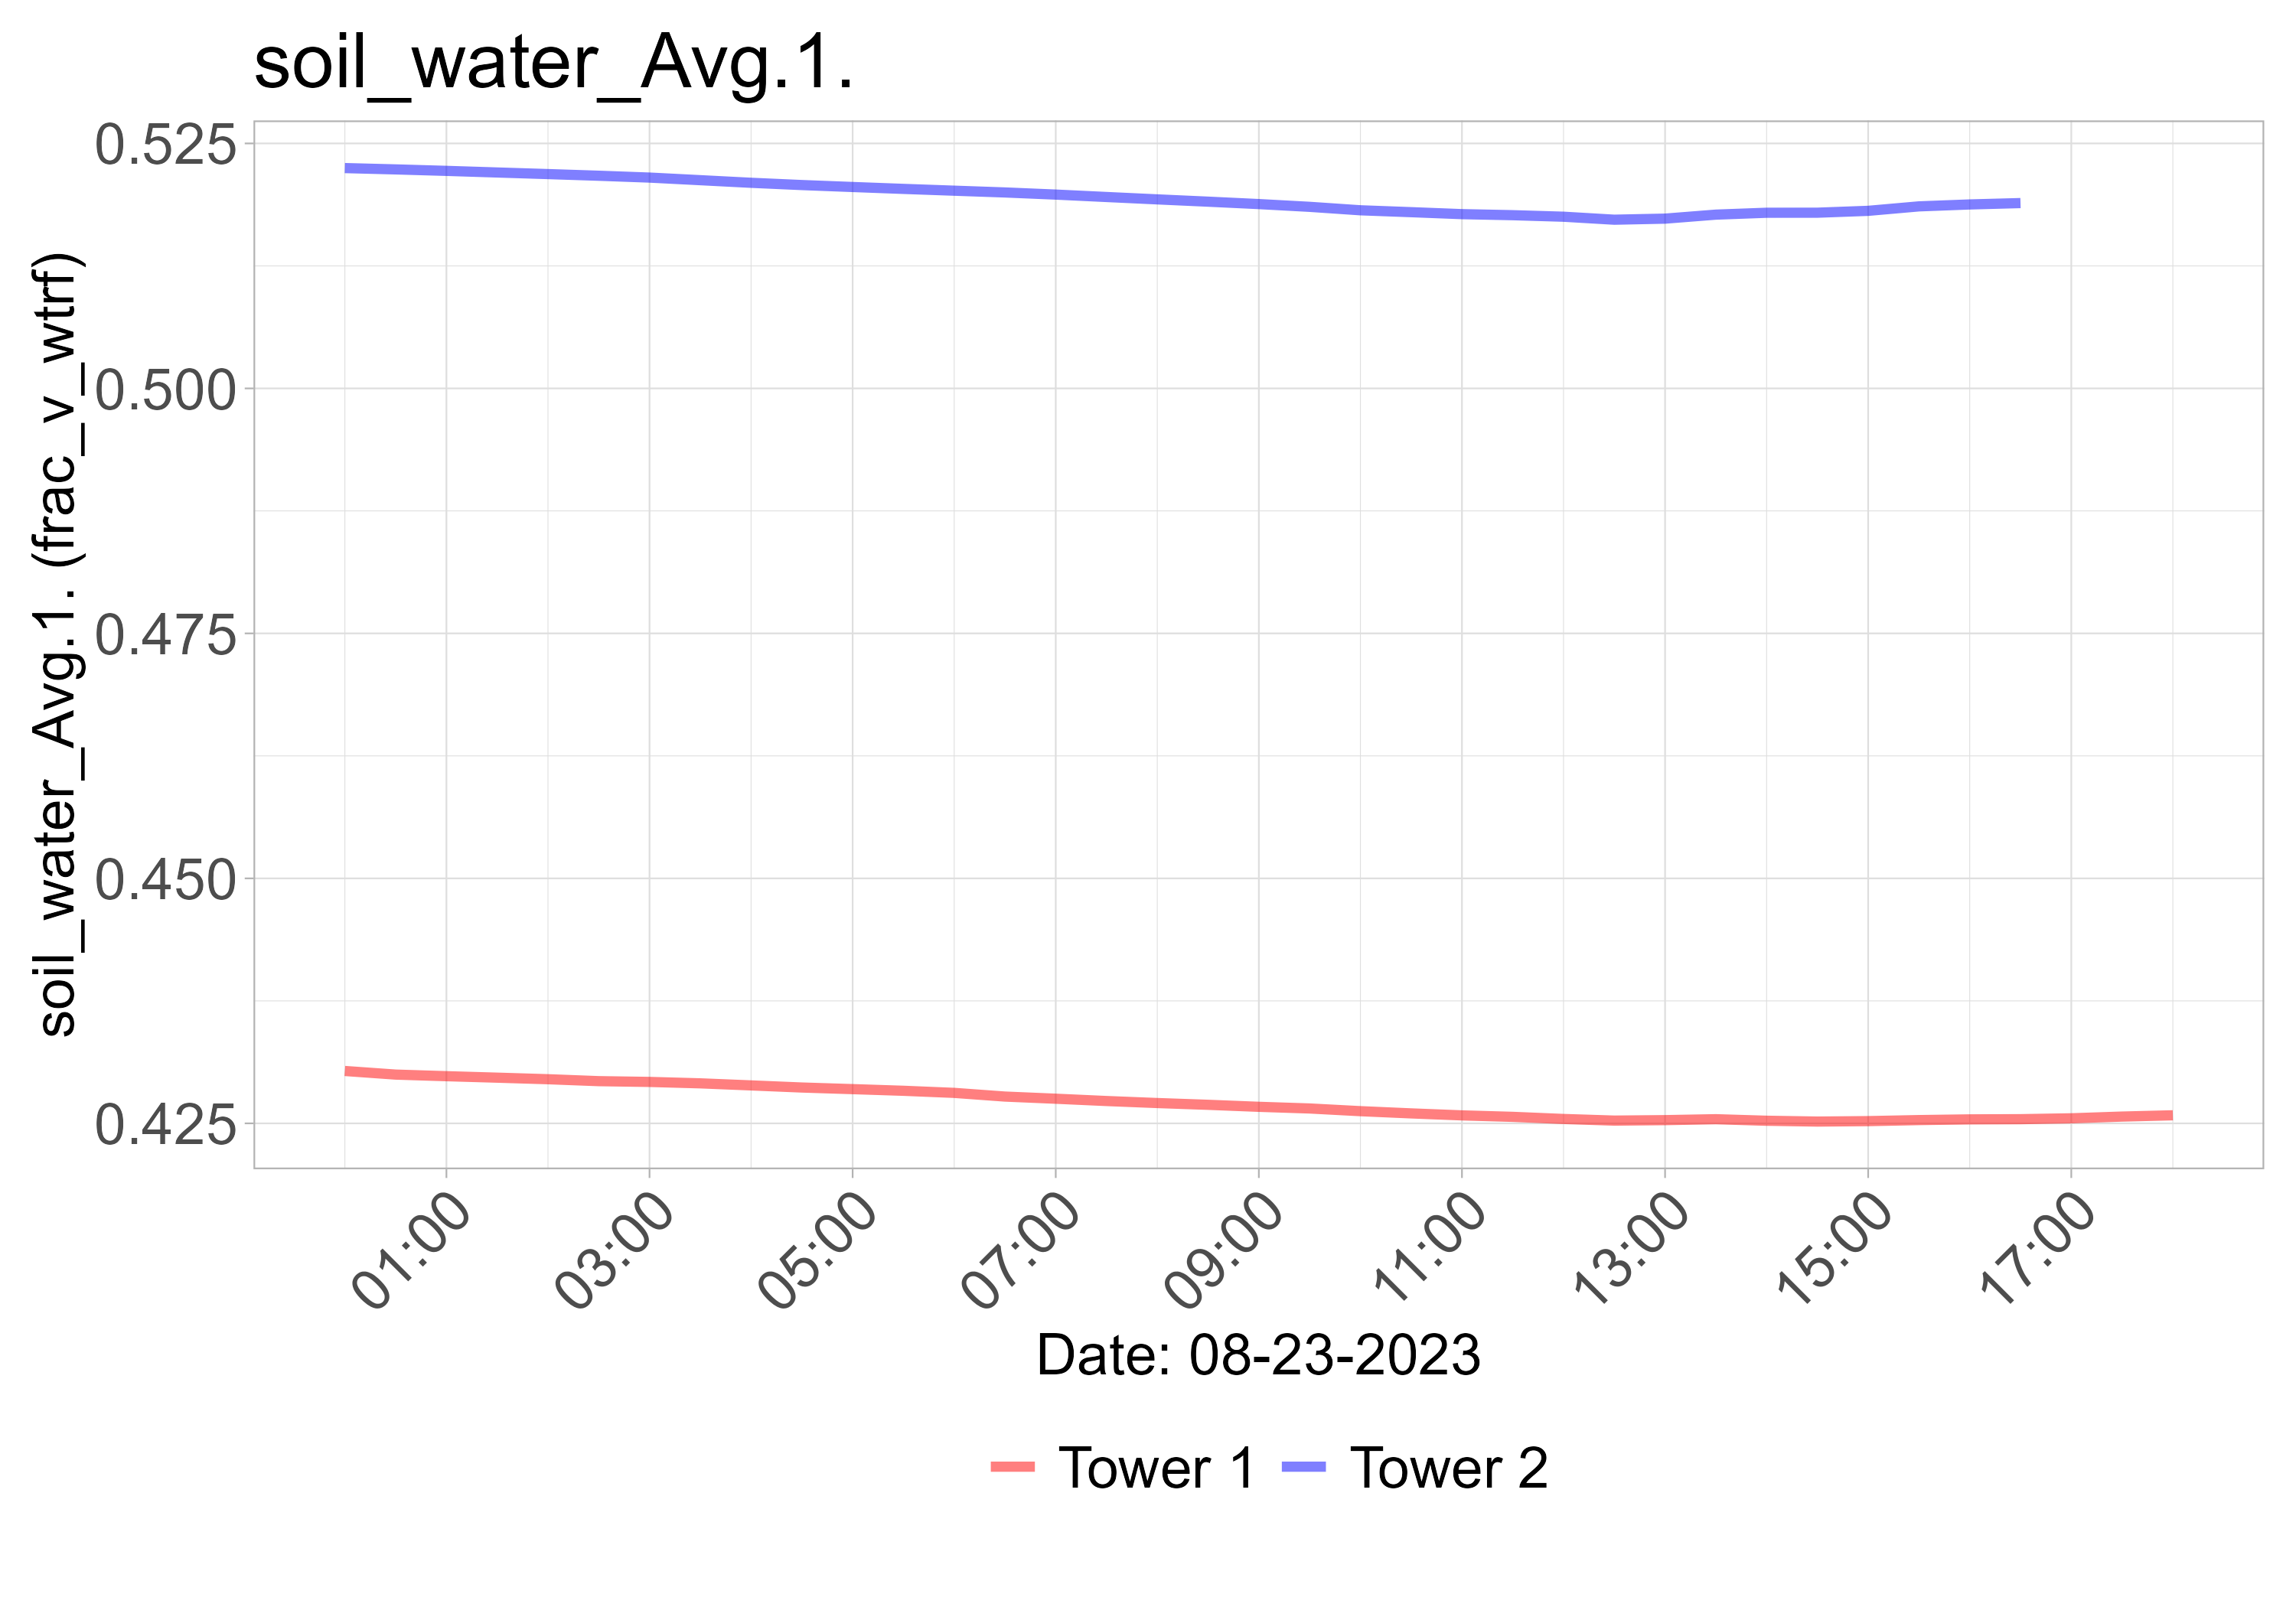 soil_water_Avg.1.
soil_water_Avg.1. (frac_v_wtrf)
0.525
0.500
0.475
0.450
0.425
01:00
03:00
05:00
07:00
09:00
11:00
13:00
15:00
17:00
Date: 08-23-2023
Tower 1
Tower 2